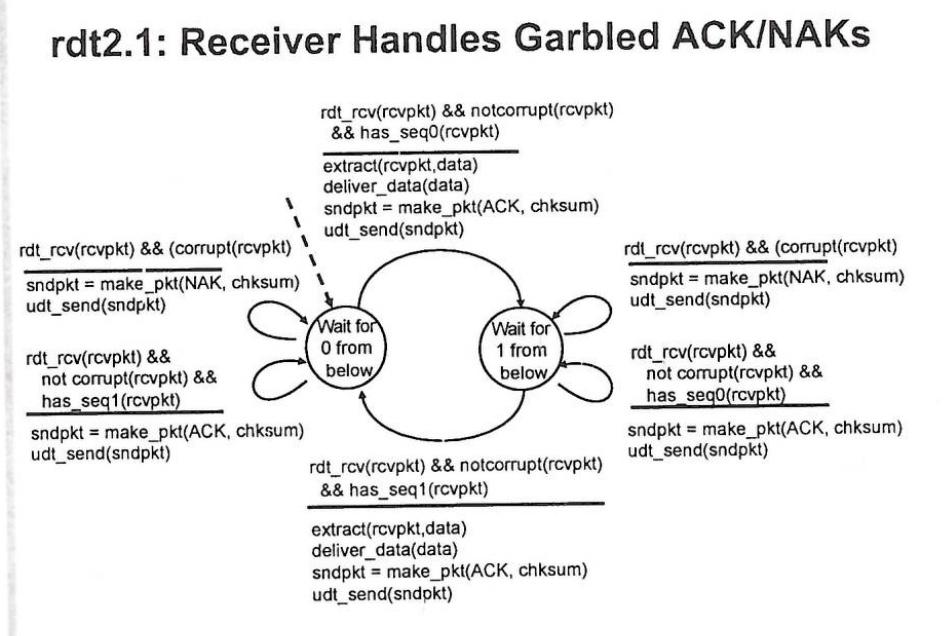 rdt2.1: Receiver Handles Garbled ACK/NAKs
rdt_rcv(rcvpkt) && notcorrupt(rcvpkt)
&& has_seq0(rcvpkt)
extract(rcvpkt,data)
deliver_data(data)
sndpkt = make_pkt(ACK, chksum)
udt_send(sndpkt)
rdt_rcv(rcvpkt) && (corrupt(rcvpkt)
sndpkt = make_pkt(NAK, chksum)
udt_send(sndpkt)
rdt_rcv(rcvpkt) &&
not corrupt(rcvpkt) &&
has_seq1(rcvpkt)
sndpkt = make_pkt(ACK, chksum)
udt_send(sndpkt)
Wait for
0 from
below
Wait for
1 from
below
rdt_rcv(rcvpkt) && (corrupt(rcvpkt)
sndpkt = make_pkt(NAK, chksum)
udt_send(sndpkt)
rdt_rcv(rcvpkt) &&
not corrupt(rcvpkt) &&
has_seq0(rcvpkt)
sndpkt = make_pkt(ACK, chksum)
udt_send(sndpkt)
rdt_rcv(rcvpkt) && notcorrupt(rcvpkt)
&& has_seq1(rcvpkt)
extract(rcvpkt,data)
deliver_data(data)
sndpkt = make_pkt(ACK, chksum)
udt_send(sndpkt)